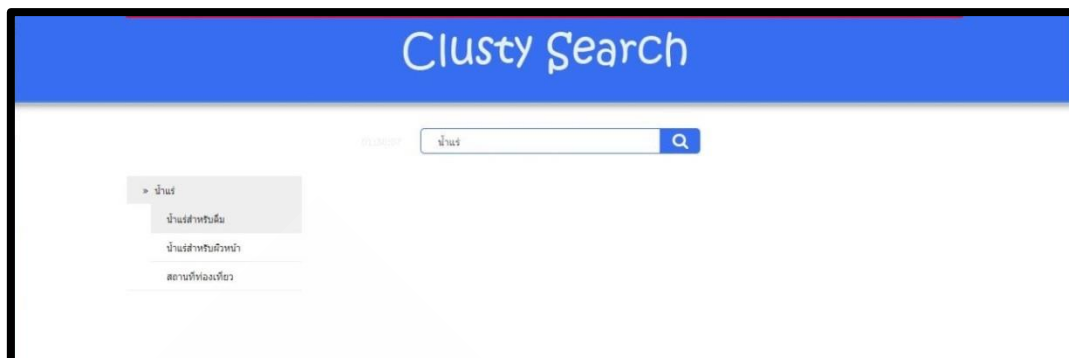 Clusty Search
น้ำแร่
» น้ำแร่
น้ำแร่สำหรับดื่ม
น้ำแร่สำหรับผิวหน้า
สถานที่ท่องเที่ยว